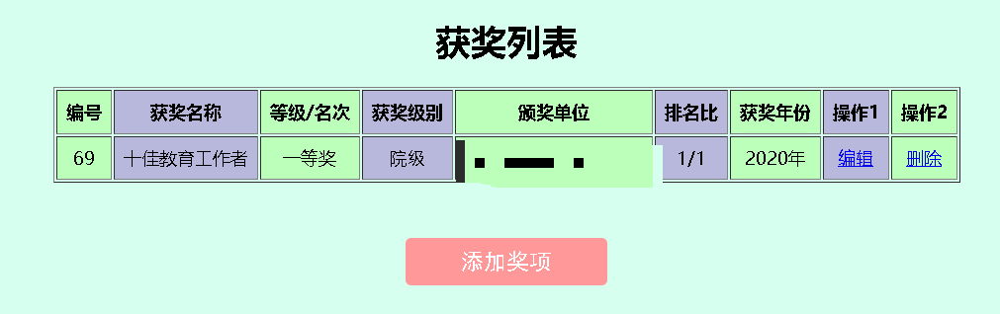 获奖列表
编号 获奖名称 等级/名次 获奖级别 颁奖单位 排名比 获奖年份 操作1 操作2
69 十佳教育工作者 一等奖 院级 1/1 2020年 编辑 删除
添加奖项